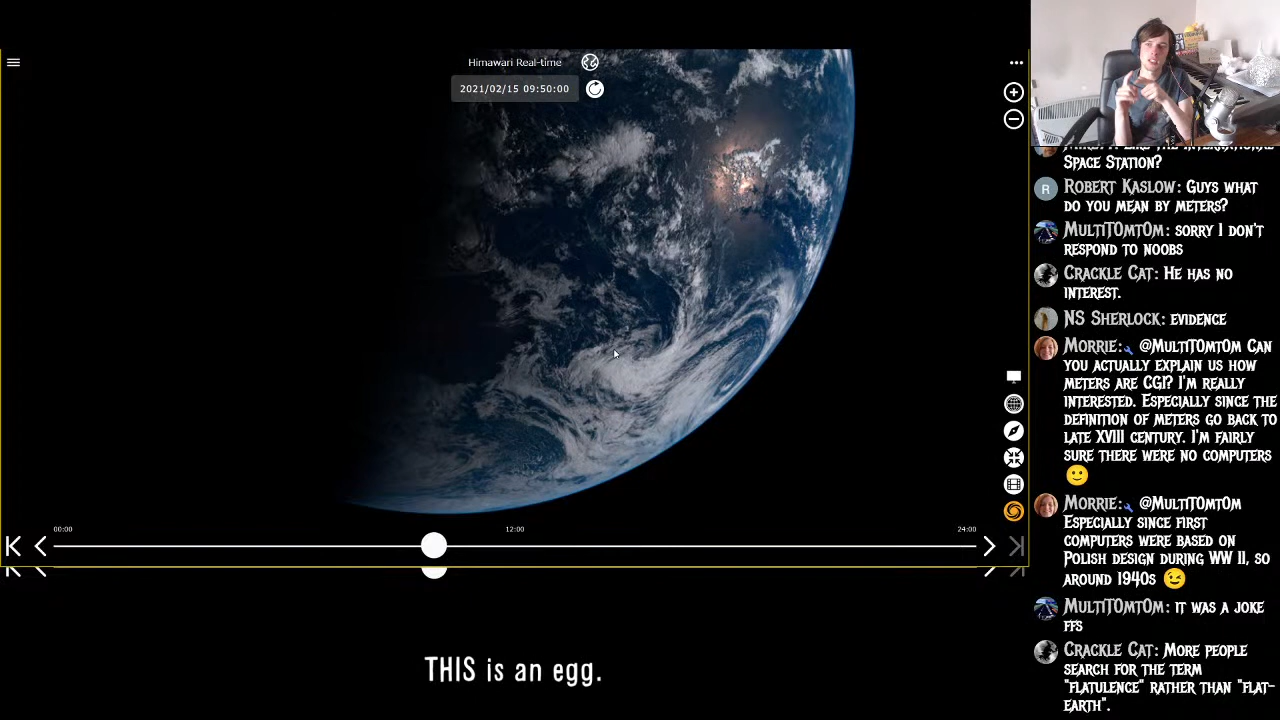 Himawari Real-time
2021/02/15 09:50:00
00:00
12:00
24:00
THIS is an egg.
SPACE STATION?
R
ROBERT KASLOW: GUYS WHAT
DO YOU MEAN BY METERS?
MULTITOMTOM: SORRY I DON'T
RESPOND TO NOOBS
CRACKLE CAT: HE HAS NO
INTEREST.
NS SHERLOCK: EVIDENCE
MORRIE: @MULTITOMTOM CAN
YOU ACTUALLY EXPLAIN US HOW
METERS ARE CGI? I'M REALLY
INTERESTED. ESPECIALLY SINCE THE
DEFINITION OF METERS GO BACK TO
LATE XVIII CENTURY. I'M FAIRLY
SURE THERE WERE NO COMPUTERS
🙂
MORRIE: @MULTITOMTOM
ESPECIALLY SINCE FIRST
COMPUTERS WERE BASED ON
POLISH DESIGN DURING WW II, SO
AROUND 1940S 😉
MULTITOMTOM: IT WAS A JOKE
FFS
CRACKLE CAT: MORE PEOPLE
SEARCH FOR THE TERM
"FLATULENCE" RATHER THAN "FLAT-
EARTH".